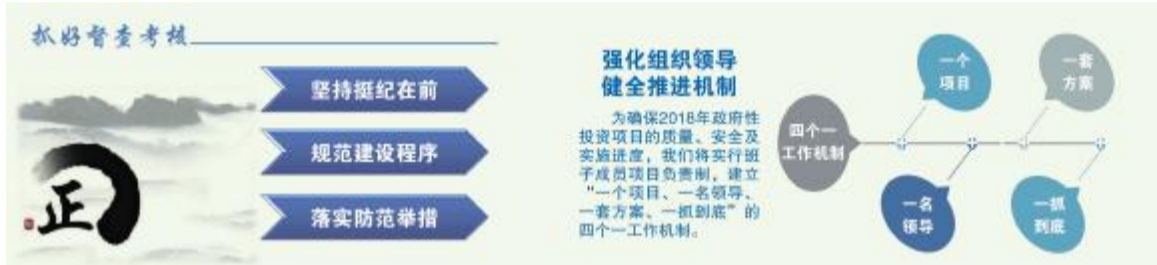 抓好督查考核
坚持挺纪在前
规范建设程序
落实防范举措
正
强化组织领导
健全推进机制
为确保2018年政府性
投资项目的质量、安全及
实施进度，我们将实行班
子成员项目负责制，建立
“一个项目、一名领导、
一套方案、一抓到底”的
四个一工作机制。
四个一
工作机制
一个
项目
一名
领导
一套
方案
一抓
到底